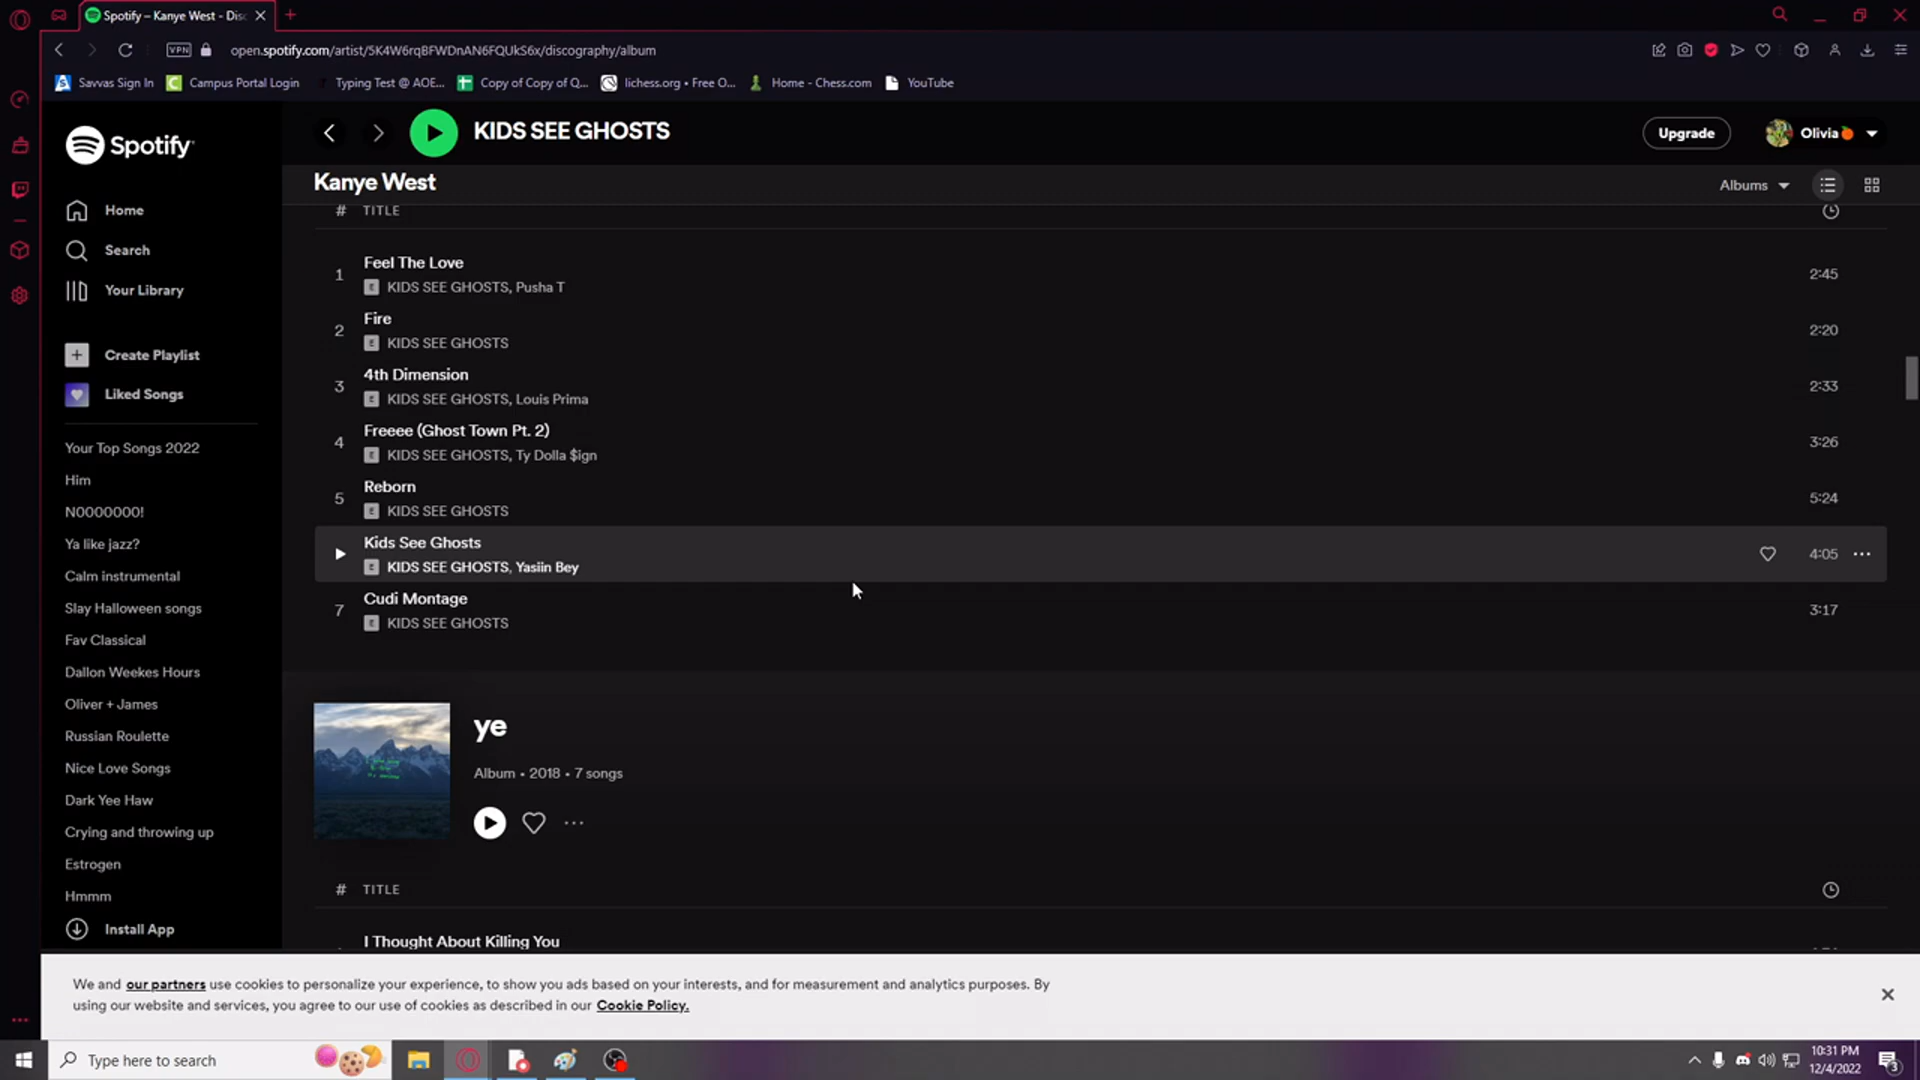 Spotify – Kanye West - Disc
VPN
open.spotify.com/artist/5K4W6rqBFWDnAN6FQUkS6x/discography/album
Savvas Sign In
Campus Portal Login
Typing Test @ AOE...
Copy of Copy of Q...
lichess.org • Free O...
Home - Chess.com
YouTube
Spotify
KIDS SEE GHOSTS
Upgrade
Olivia
Kanye West
Albums
Home
Search
Your Library
Create Playlist
Liked Songs
Your Top Songs 2022
Him
N0000000!
Ya like jazz?
Calm instrumental
Slay Halloween songs
Fav Classical
Dallon Weekes Hours
Oliver + James
Russian Roulette
Nice Love Songs
Dark Yee Haw
Crying and throwing up
Estrogen
Hmmm
Install App
# TITLE
1 Feel The Love 2:45
E KIDS SEE GHOSTS, Pusha T
2 Fire 2:20
E KIDS SEE GHOSTS
3 4th Dimension 2:33
E KIDS SEE GHOSTS, Louis Prima
4 Freeee (Ghost Town Pt. 2) 3:26
E KIDS SEE GHOSTS, Ty Dolla $ign
5 Reborn 5:24
E KIDS SEE GHOSTS
Kids See Ghosts 4:05
E KIDS SEE GHOSTS, Yasiin Bey
7 Cudi Montage 3:17
E KIDS SEE GHOSTS
ye
Album • 2018 • 7 songs
# TITLE
I Thought About Killing You
We and our partners use cookies to personalize your experience, to show you ads based on your interests, and for measurement and analytics purposes. By
using our website and services, you agree to our use of cookies as described in our Cookie Policy.
Type here to search
10:31 PM
12/4/2022
3